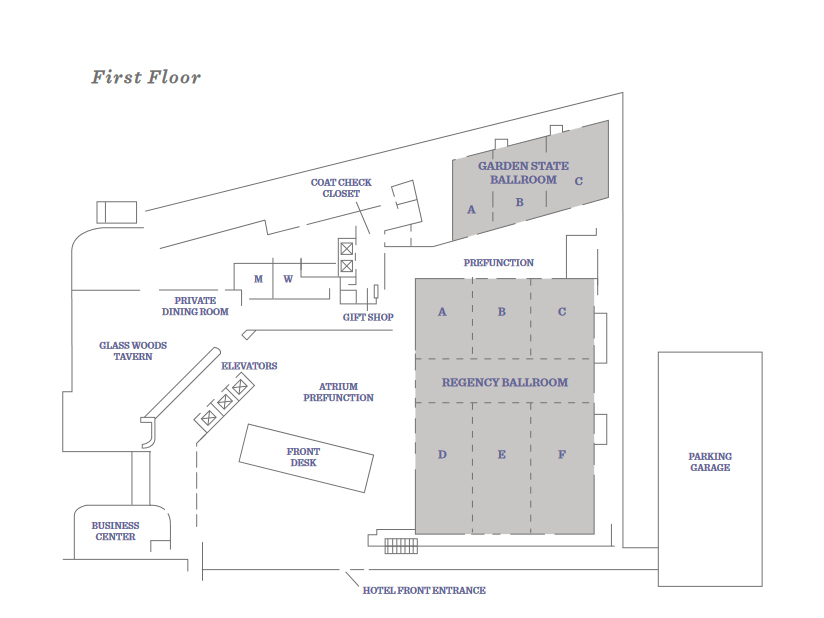 First Floor
COAT CHECK
CLOSET
GARDEN STATE
BALLROOM
A
B
C
PREFUNCTION
M
W
PRIVATE
DINING ROOM
GIFT SHOP
A
B
C
GLASS WOODS
TAVERN
ELEVATORS
ATRIUM
PREFUNCTION
REGENCY BALLROOM
FRONT
DESK
D
E
F
PARKING
GARAGE
BUSINESS
CENTER
HOTEL FRONT ENTRANCE